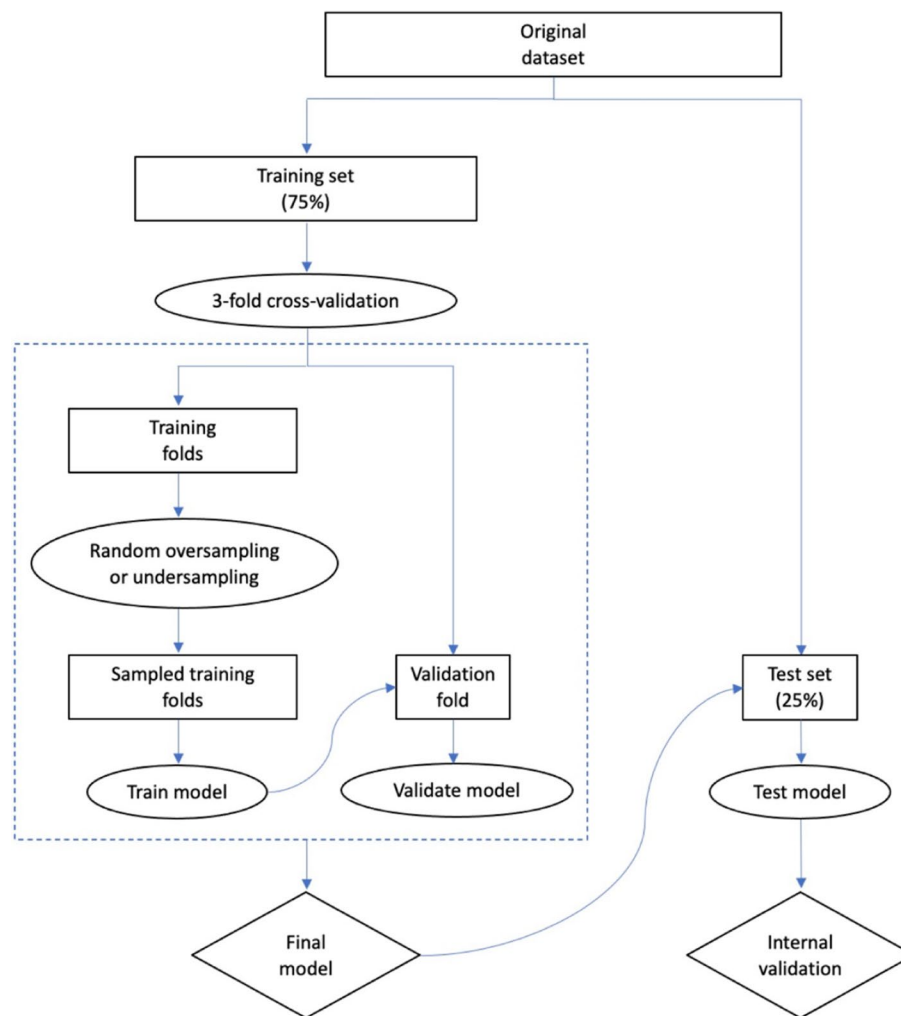 Original
dataset
Training set
(75%)
3-fold cross-validation
Training
folds
Random oversampling
or undersampling
Sampled training
folds
Validation
fold
Test set
(25%)
Train model
Validate model
Test model
Final
model
Internal
validation